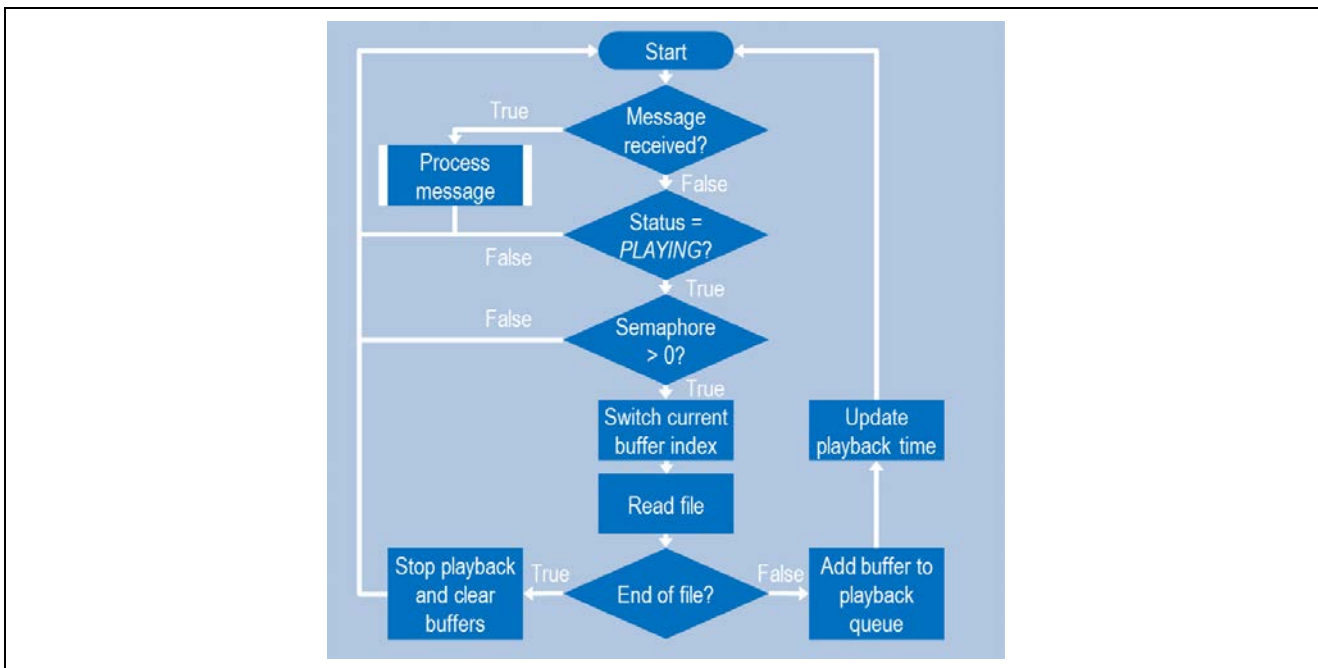 Start
True
Message
received?
Process
message
False
Status =
PLAYING?
False
True
False
Semaphore
> 0?
True
Switch current
buffer index
Update
playback time
Read file
Stop playback
and clear
buffers
True
End of file?
False
Add buffer to
playback
queue